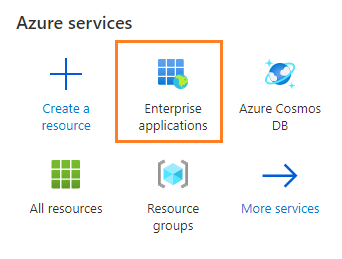 Azure services
Create a
resource
Enterprise
applications
Azure Cosmos
DB
All resources
Resource
groups
More services